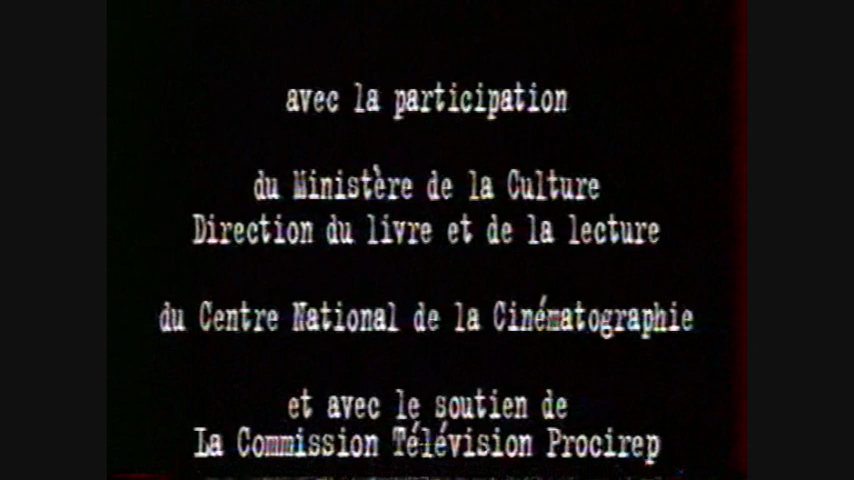 avec la participation
du Ministère de la Culture
Direction du livre et de la lecture
du Centre National de la Cinématographie
et avec le soutien de
La Commission Télévision Procirep